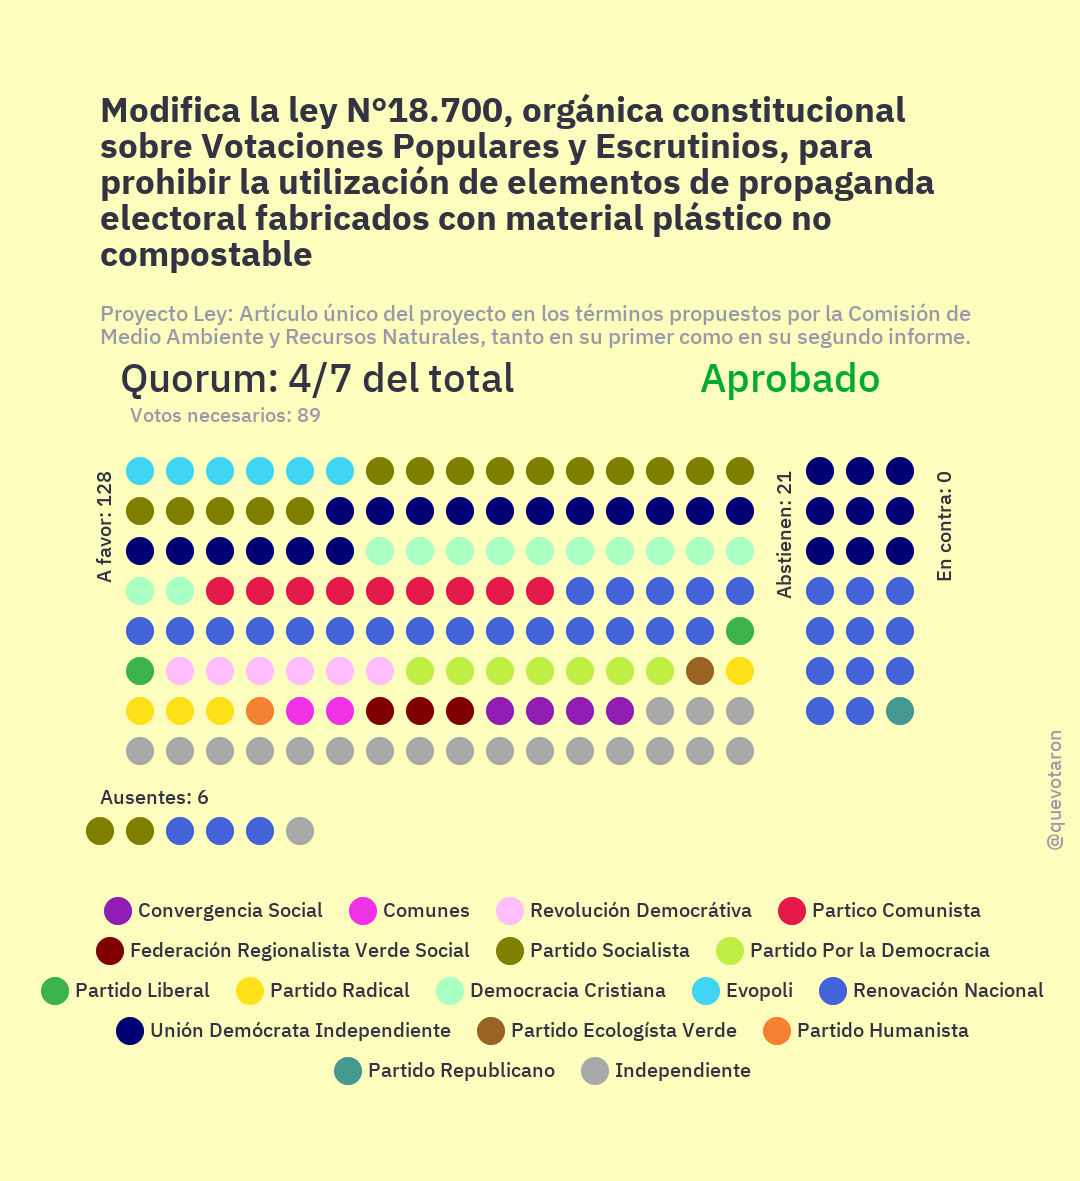 Modifica la ley N°18.700, orgánica constitucional
sobre Votaciones Populares y Escrutinios, para
prohibir la utilización de elementos de propaganda
electoral fabricados con material plástico no
compostable
Proyecto Ley: Artículo único del proyecto en los términos propuestos por la Comisión de
Medio Ambiente y Recursos Naturales, tanto en su primer como en su segundo informe.
Quorum: 4/7 del total
Aprobado
Votos necesarios: 89
A favor: 128
Abstienen: 21
En contra: 0
Ausentes: 6
@quevotaron
Convergencia Social
Comunes
Revolución Democrátiva
Partico Comunista
Federación Regionalista Verde Social
Partido Socialista
Partido Por la Democracia
Partido Liberal
Partido Radical
Democracia Cristiana
Evopoli
Renovación Nacional
Unión Demócrata Independiente
Partido Ecologísta Verde
Partido Humanista
Partido Republicano
Independiente